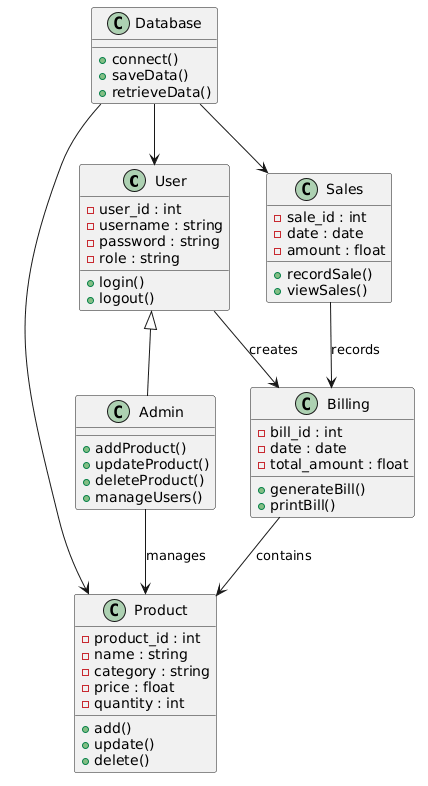 C Database
connect()
saveData()
retrieveData()
C User
user_id : int
username : string
password : string
role : string
login()
logout()
C Sales
sale_id : int
date : date
amount : float
recordSale()
viewSales()
creates
records
C Admin
addProduct()
updateProduct()
deleteProduct()
manageUsers()
C Billing
bill_id : int
date : date
total_amount : float
generateBill()
printBill()
manages
contains
C Product
product_id : int
name : string
category : string
price : float
quantity : int
add()
update()
delete()